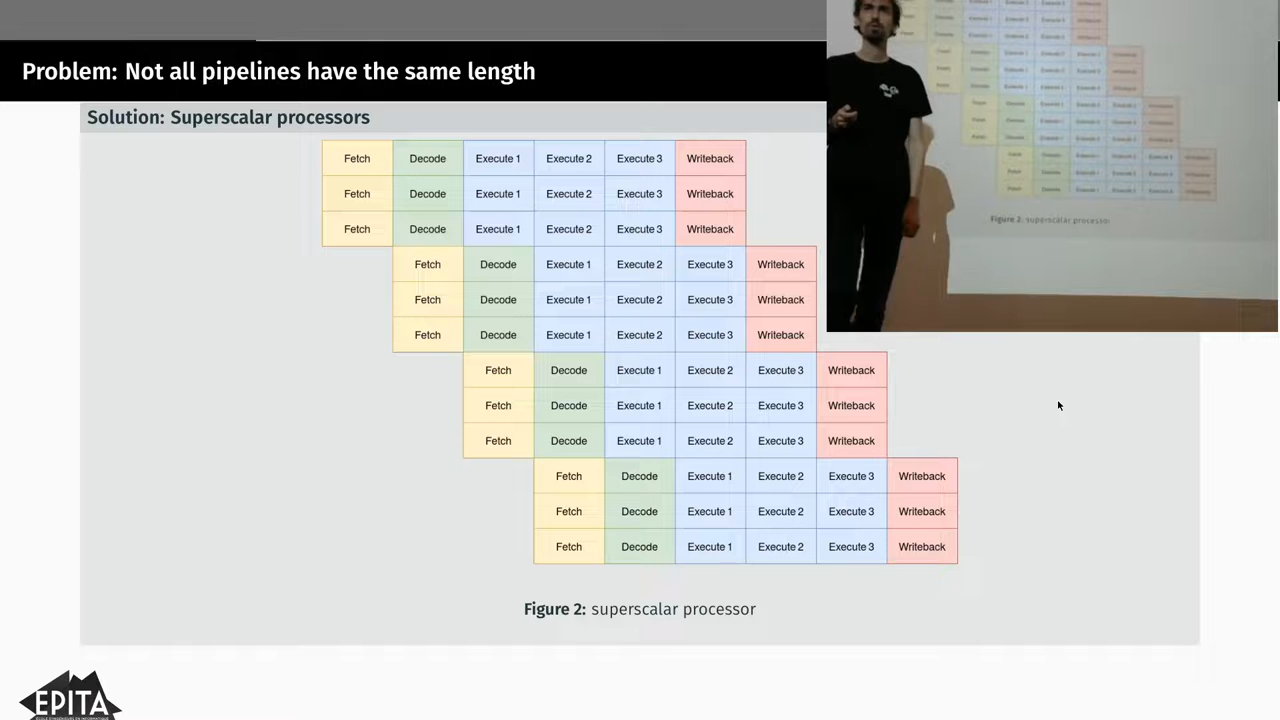 Problem: Not all pipelines have the same length
Solution: Superscalar processors
Fetch Decode Execute 1 Execute 2 Execute 3 Writeback
Fetch Decode Execute 1 Execute 2 Execute 3 Writeback
Fetch Decode Execute 1 Execute 2 Execute 3 Writeback
Fetch Decode Execute 1 Execute 2 Execute 3 Writeback
Fetch Decode Execute 1 Execute 2 Execute 3 Writeback
Fetch Decode Execute 1 Execute 2 Execute 3 Writeback
Fetch Decode Execute 1 Execute 2 Execute 3 Writeback
Fetch Decode Execute 1 Execute 2 Execute 3 Writeback
Fetch Decode Execute 1 Execute 2 Execute 3 Writeback
Fetch Decode Execute 1 Execute 2 Execute 3 Writeback
Fetch Decode Execute 1 Execute 2 Execute 3 Writeback
Fetch Decode Execute 1 Execute 2 Execute 3 Writeback
Figure 2: superscalar processor
Figure 2: superscalar processor
EPITA